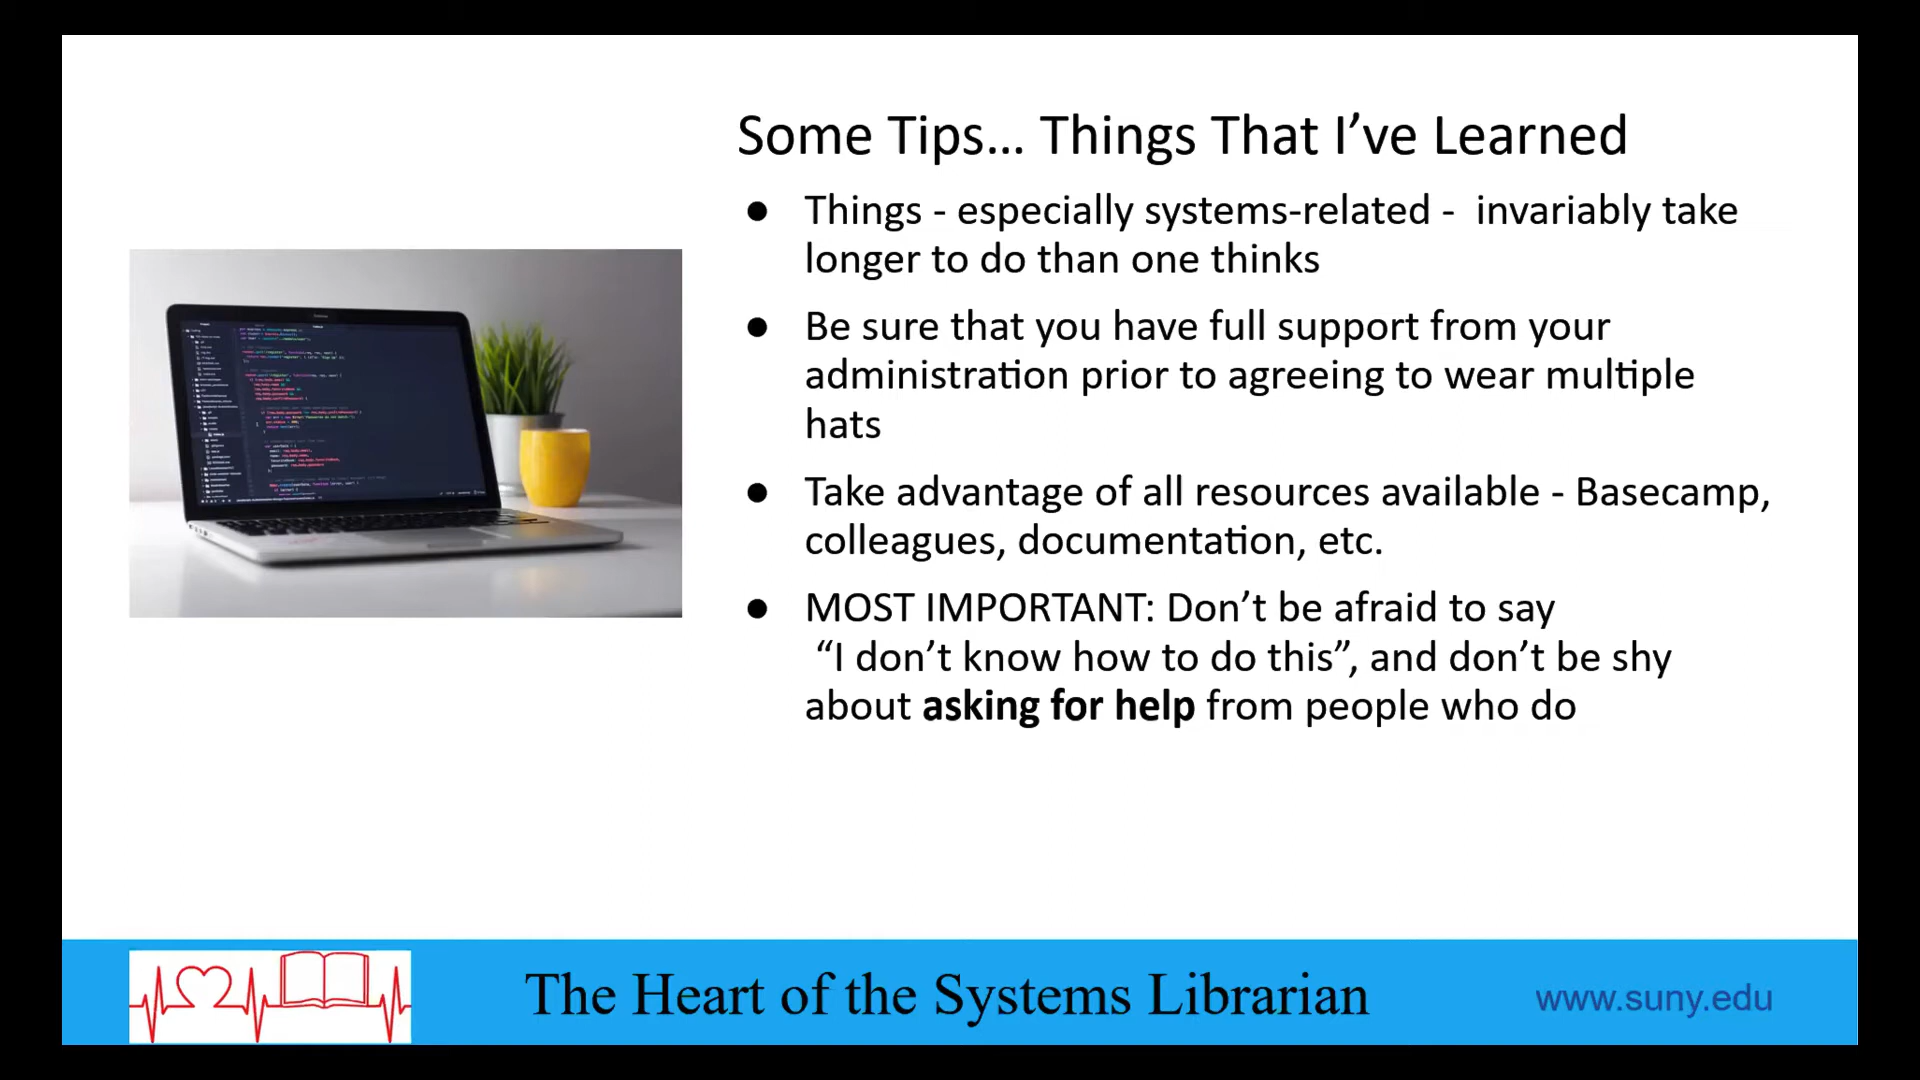 Some Tips… Things That I’ve Learned
● Things - especially systems-related -  invariably take
longer to do than one thinks
● Be sure that you have full support from your
administration prior to agreeing to wear multiple
hats
● Take advantage of all resources available - Basecamp,
colleagues, documentation, etc.
● MOST IMPORTANT: Don’t be afraid to say
“I don’t know how to do this”, and don’t be shy
about asking for help from people who do
The Heart of the Systems Librarian
www.suny.edu